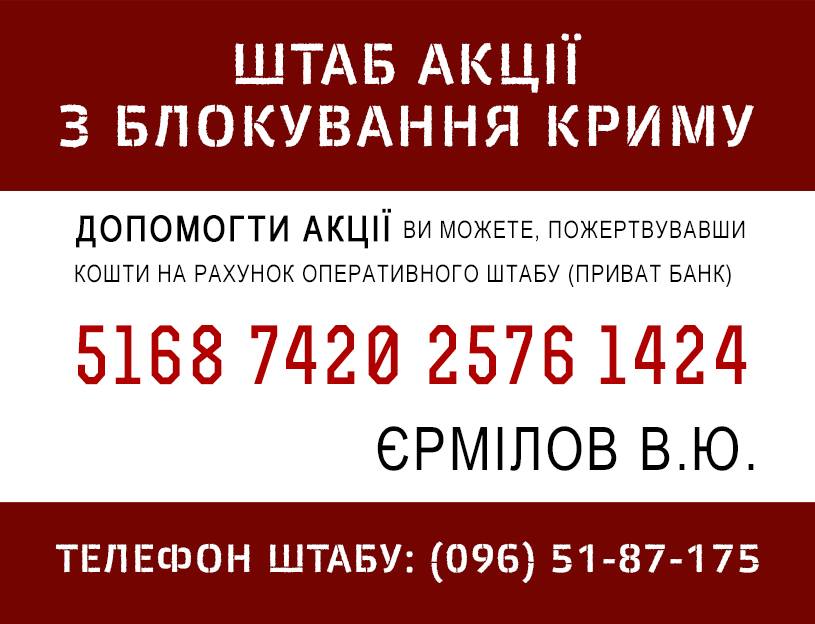 ШТАБ АКЦІЇ
З БЛОКУВАННЯ КРИМУ
ДОПОМОГТИ АКЦІЇ ВИ МОЖЕТЕ, ПОЖЕРТВУВАВШИ
КОШТИ НА РАХУНОК ОПЕРАТИВНОГО ШТАБУ (ПРИВАТ БАНК)
5168 7420 2576 1424
ЄРМІЛОВ В.Ю.
ТЕЛЕФОН ШТАБУ: (096) 51-87-175